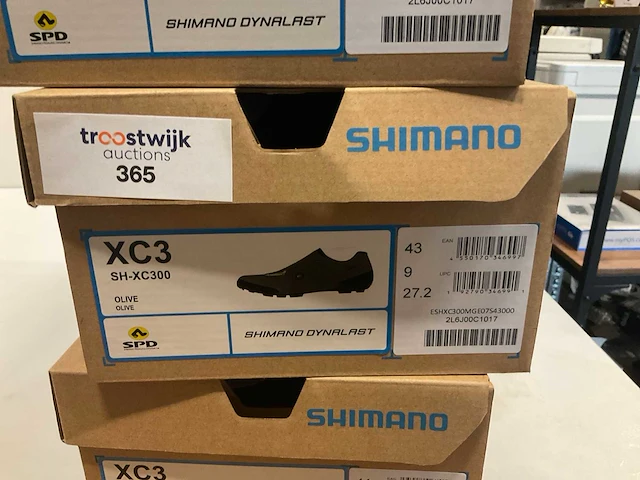 2L6J00C1017
SPD
SHIMANO DYNALAST
troostwijk
auctions
365
SHIMANO
XC3
SH-XC300
OLIVE
OLIVE
SPD
SHIMANO DYNALAST
43
EAN
9
UPC
27.2
ESHXC300MGE07S43000
2L6J00C1017
SHIMANO
XC3